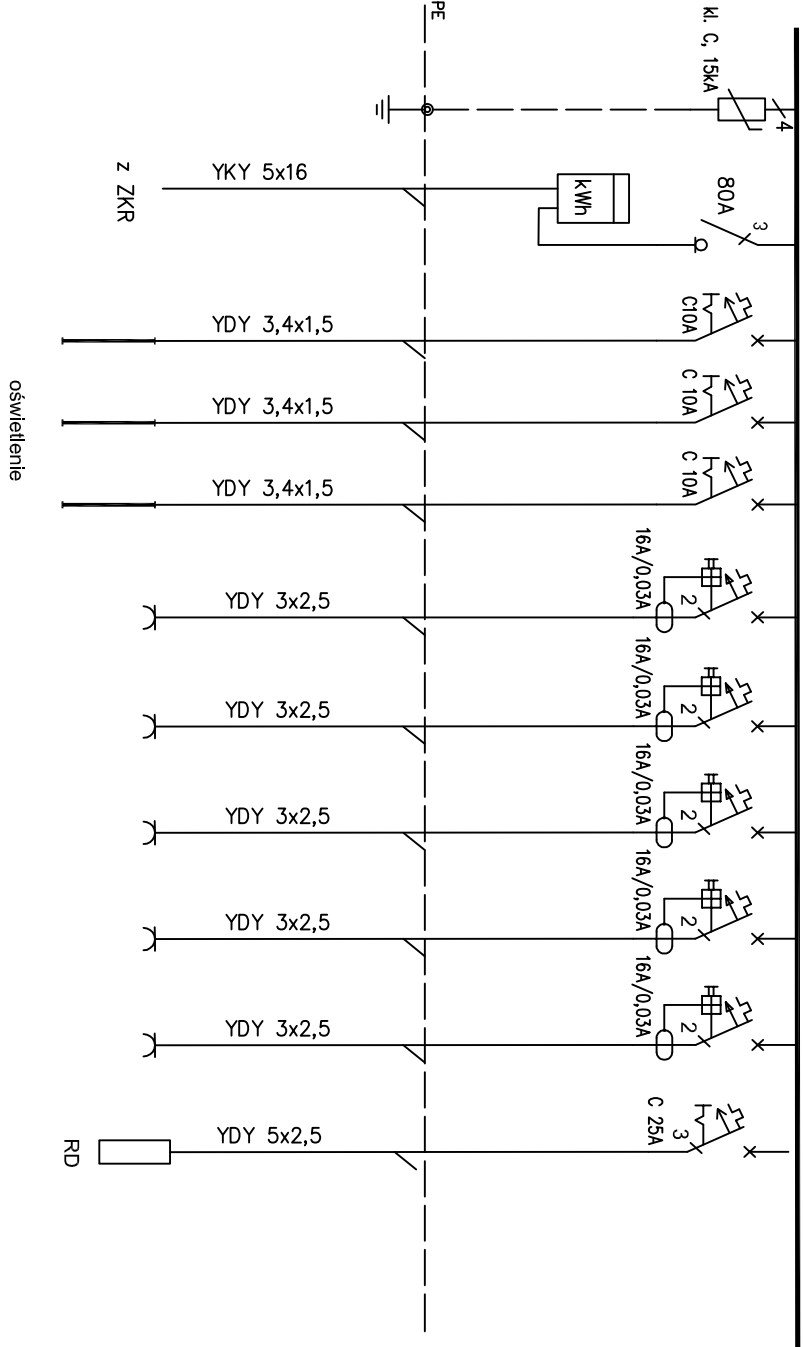 PE
kł. C, 15kA
4
YKY 5x16
z ZKR
kWh
80A
3
YDY 3,4x1,5
C10A
YDY 3,4x1,5
C 10A
YDY 3,4x1,5
C 10A
oświetlenie
YDY 3x2,5
16A/0,03A
2
YDY 3x2,5
16A/0,03A
2
YDY 3x2,5
16A/0,03A
2
YDY 3x2,5
16A/0,03A
2
YDY 3x2,5
16A/0,03A
2
YDY 5x2,5
C 25A
3
RD